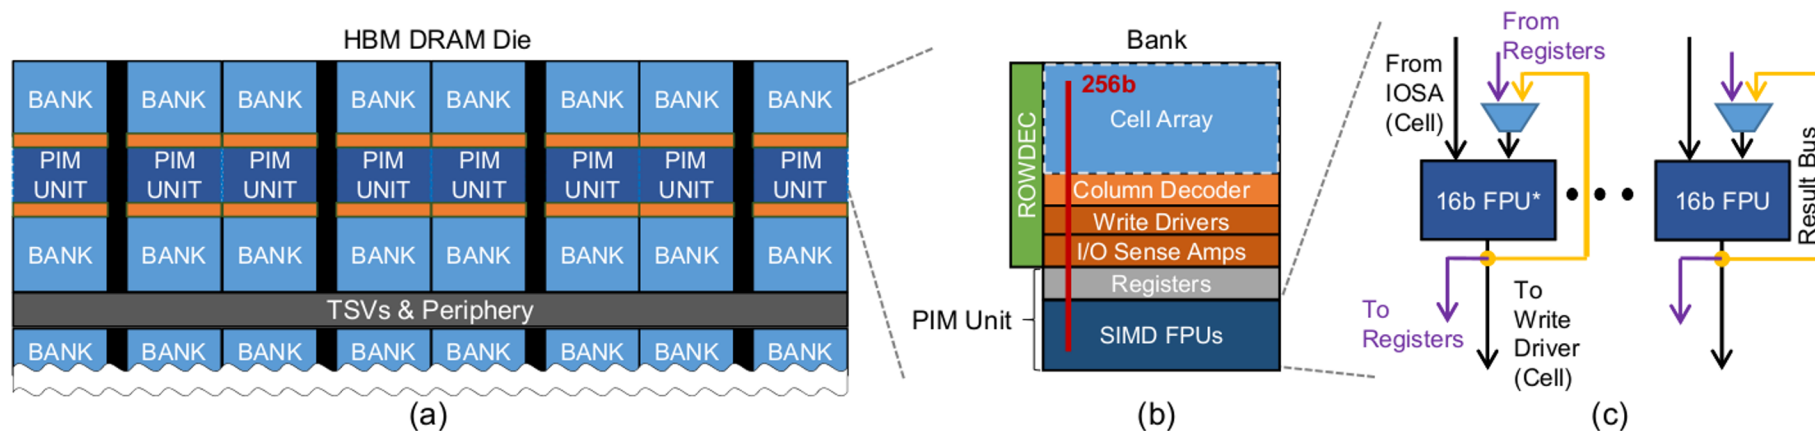 HBM DRAM Die
BANK BANK BANK BANK BANK BANK BANK BANK
PIM UNIT PIM UNIT PIM UNIT PIM UNIT PIM UNIT PIM UNIT PIM UNIT PIM UNIT
BANK BANK BANK BANK BANK BANK BANK BANK
TSVs & Periphery
BANK BANK BANK BANK BANK BANK BANK BANK
(a)
Bank
256b
Cell Array
ROWDEC
Column Decoder
Write Drivers
I/O Sense Amps
Registers
PIM Unit
SIMD FPUs
(b)
From
Registers
From
IOSA
(Cell)
16b FPU*
• • •
16b FPU
Result Bus
To
Registers
To
Write
Driver
(Cell)
(c)